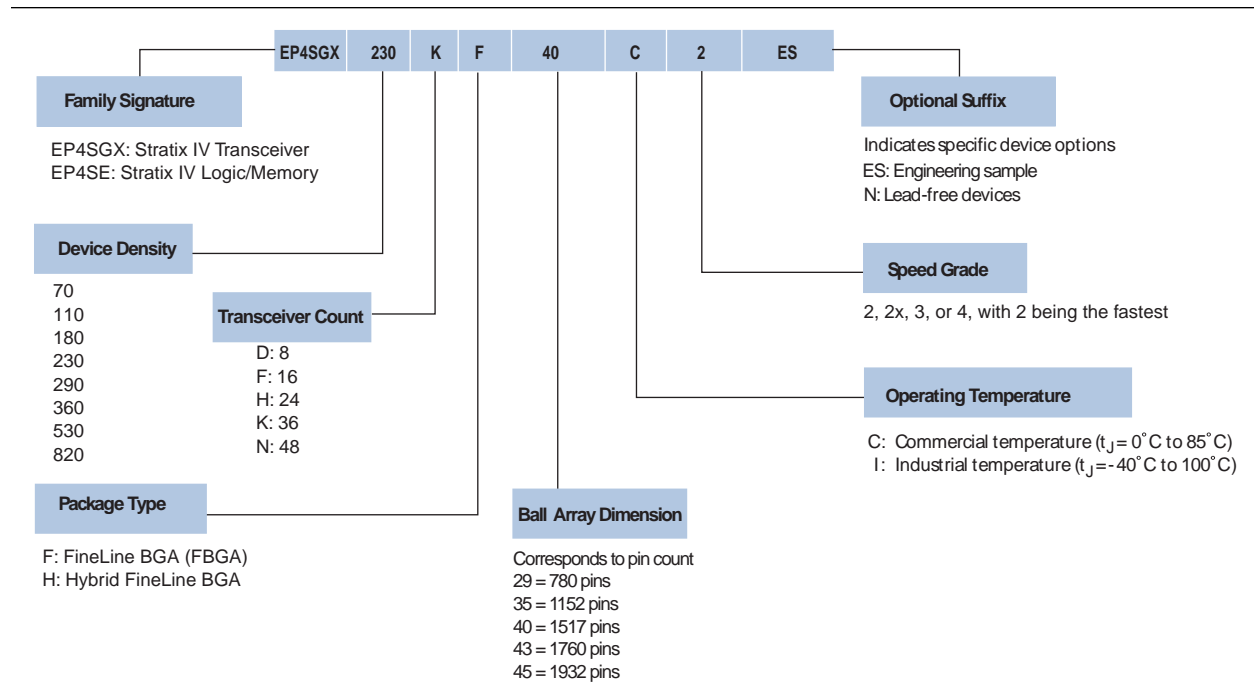 EP4SGX 230 K F 40 C 2 ES
Family Signature
EP4SGX: Stratix IV Transceiver
EP4SE: Stratix IV Logic/Memory
Optional Suffix
Indicates specific device options
ES: Engineering sample
N: Lead-free devices
Device Density
70
110
180
230
290
360
530
820
Transceiver Count
D: 8
F: 16
H: 24
K: 36
N: 48
Speed Grade
2, 2x, 3, or 4, with 2 being the fastest
Operating Temperature
C: Commercial temperature (tJ = 0°C to 85°C)
I: Industrial temperature (tJ = -40°C to 100°C)
Package Type
F: FineLine BGA (FBGA)
H: Hybrid FineLine BGA
Ball Array Dimension
Corresponds to pin count
29 = 780 pins
35 = 1152 pins
40 = 1517 pins
43 = 1760 pins
45 = 1932 pins